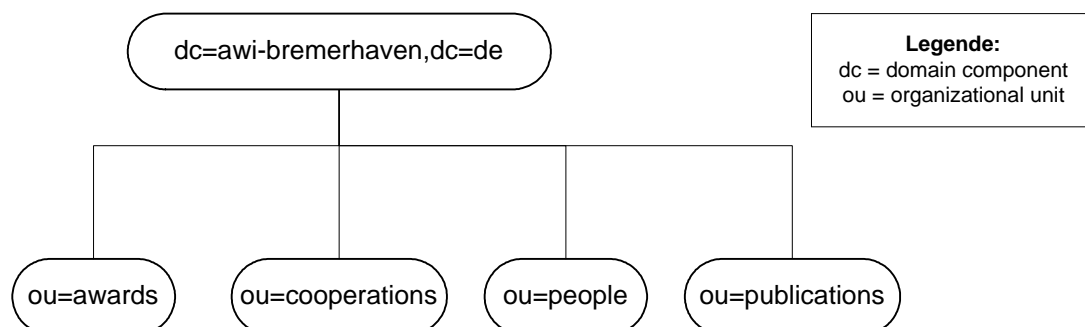 dc=awi-bremerhaven,dc=de
Legende:
dc = domain component
ou = organizational unit
ou=awards
ou=cooperations
ou=people
ou=publications